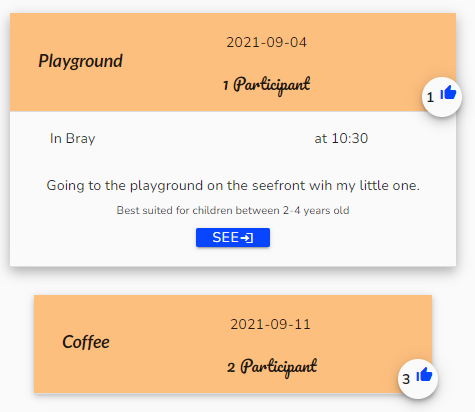 2021-09-04
Playground
1 Participant
1
In Bray at 10:30
Going to the playground on the seefront wih my little one.
Best suited for children between 2-4 years old
SEE
2021-09-11
Coffee
2 Participant
3